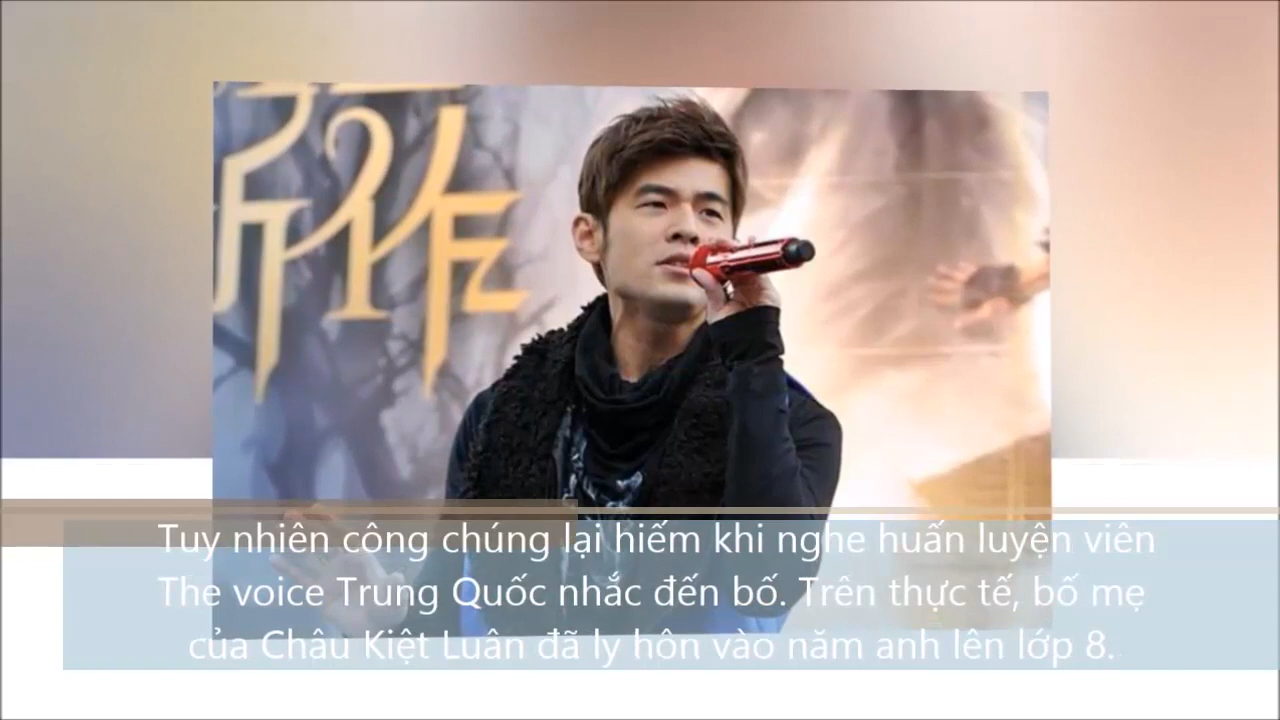 作
Tuy nhiên công chúng lại hiếm khi nghe huấn luyện viên
The voice Trung Quốc nhắc đến bố. Trên thực tế, bố mẹ
của Châu Kiệt Luân đã ly hôn vào năm anh lên lớp 8.